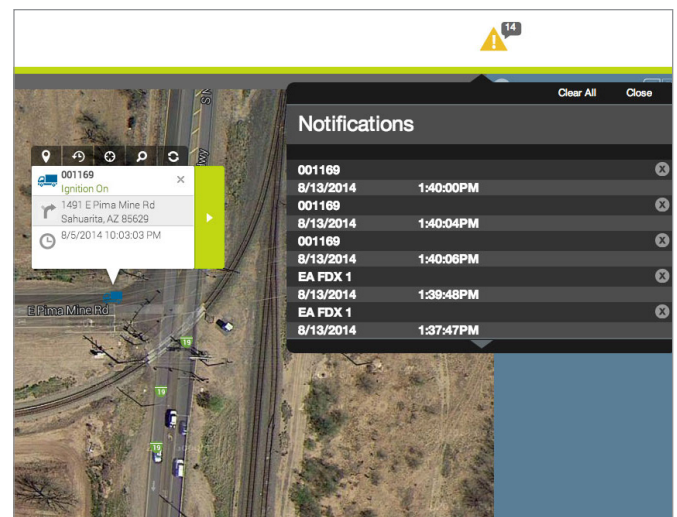 14
Clear All Close
Notifications
001169
8/13/2014 1:40:00PM
001169
8/13/2014 1:40:04PM
001169
8/13/2014 1:40:06PM
EA FDX 1
8/13/2014 1:39:48PM
EA FDX 1
8/13/2014 1:37:47PM
001169
Ignition On
1491 E Pima Mine Rd
Sahuarita, AZ 85629
8/5/2014 10:03:03 PM
E Pima Mine Rd
Hwy
19
19
19